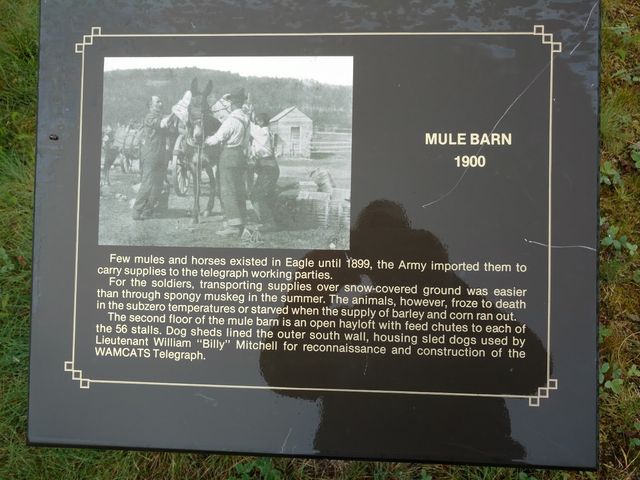 MULE BARN
1900
Few mules and horses existed in Eagle until 1899, the Army imported them to
carry supplies to the telegraph working parties.
For the soldiers, transporting supplies over snow-covered ground was easier
than through spongy muskeg in the summer. The animals, however, froze to death
in the subzero temperatures or starved when the supply of barley and corn ran out.
The second floor of the mule barn is an open hayloft with feed chutes to each of
the 56 stalls. Dog sheds lined the outer south wall, housing sled dogs used by
Lieutenant William "Billy" Mitchell for reconnaissance and construction of the
WAMCATS Telegraph.